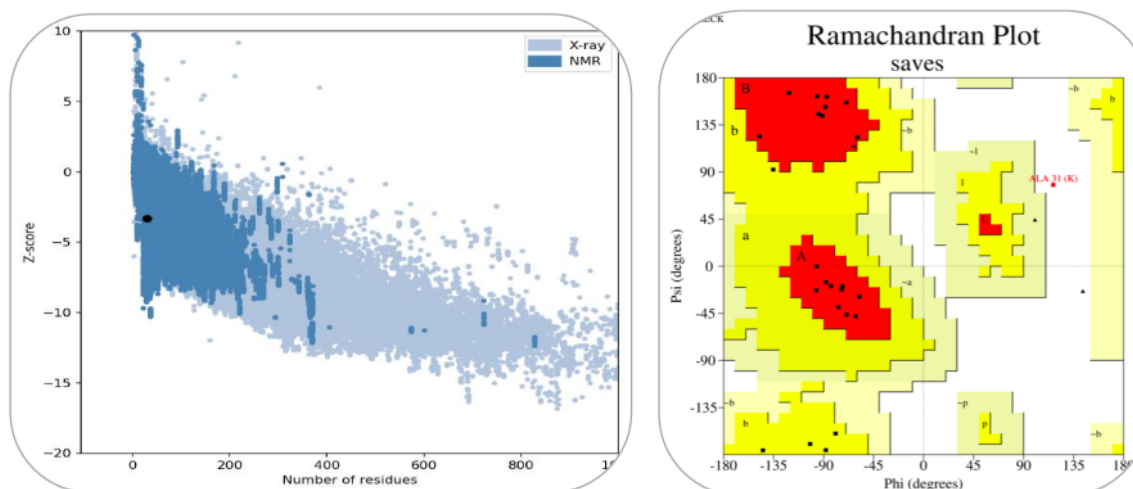 10
5
0
−5
−10
−15
−20
Z-score
X-ray
NMR
0 200 400 600 800
Number of residues
ECK
Ramachandran Plot
saves
180
135
90
45
0
-45
-90
-135
-180
Psi (degrees)
B
b
~b
~b
b
~l
l
L
ALA 31 (K)
a
A
~a
b
~b
b
~p
p
~b
-180 -135 -90 -45 0 45 90 135
Phi (degrees)